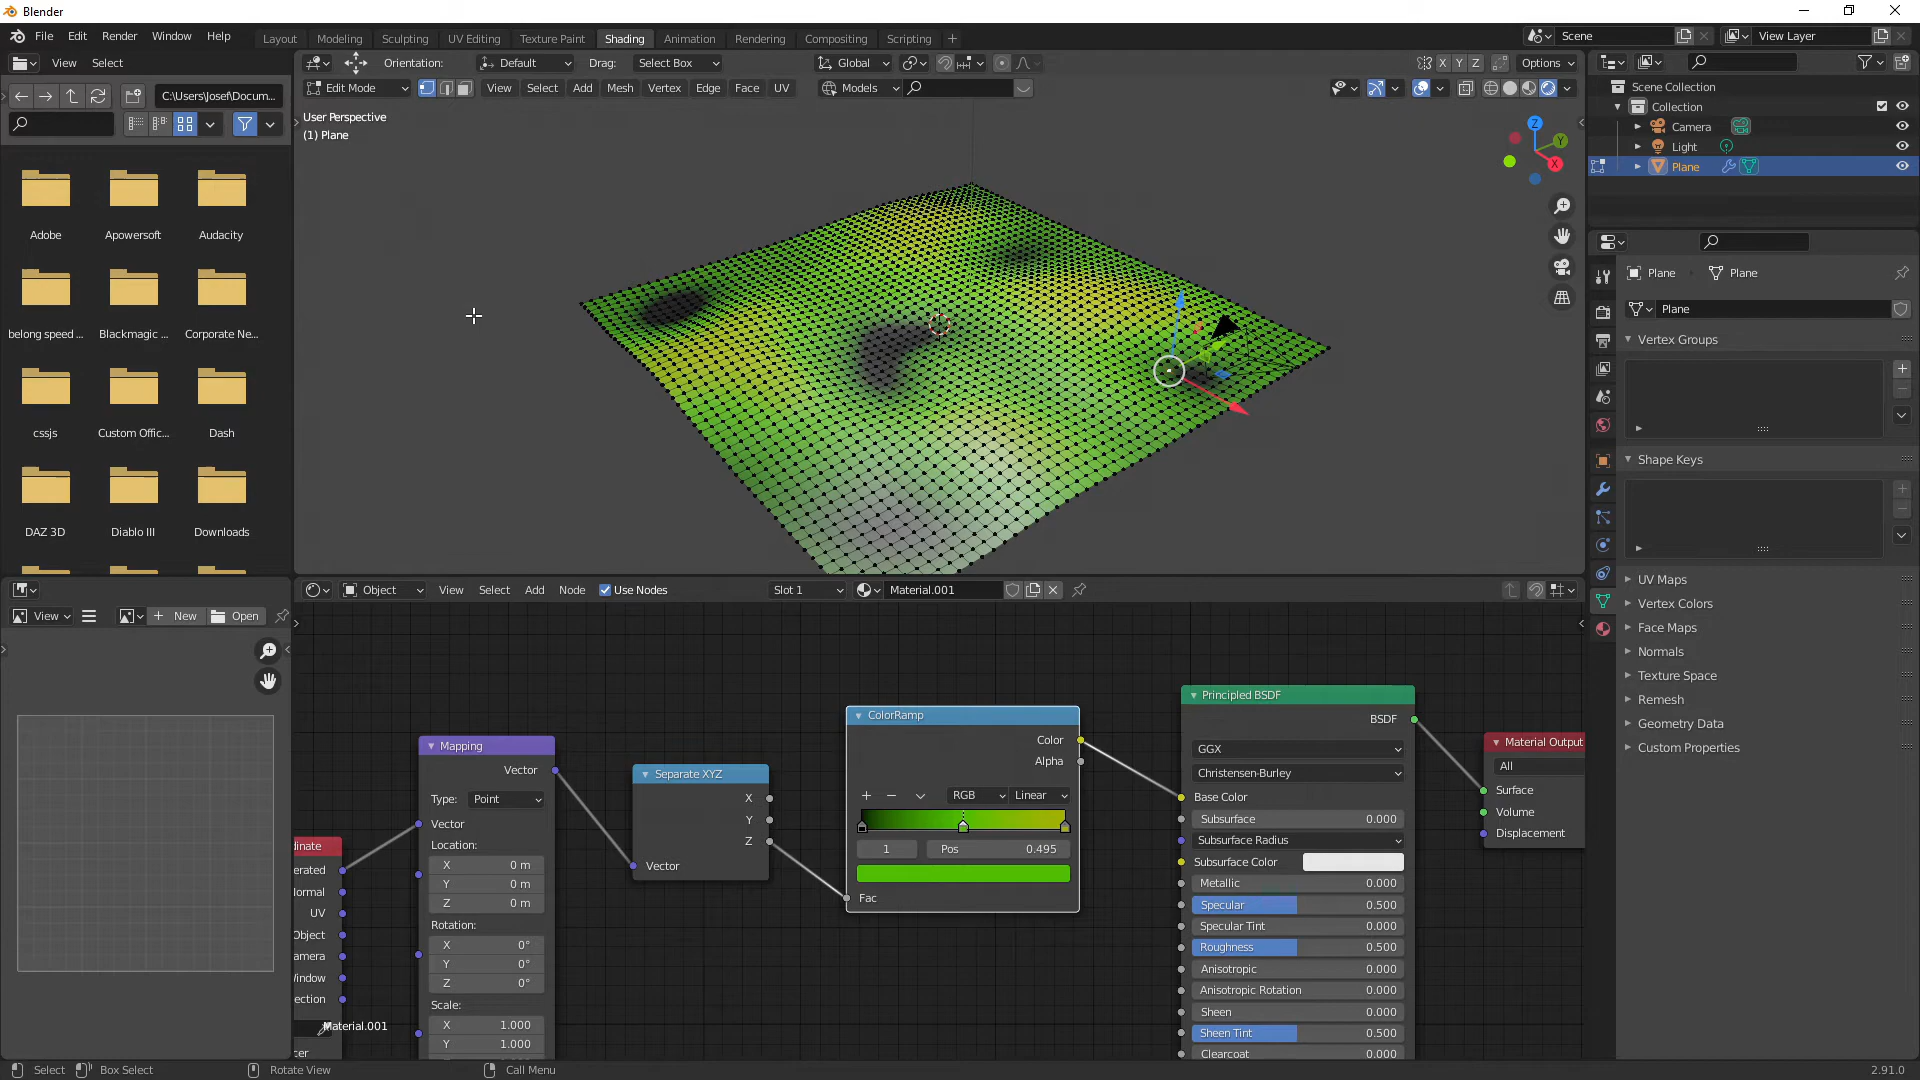 Blender
File Edit Render Window Help
Layout Modeling Sculpting UV Editing Texture Paint Shading Animation Rendering Compositing Scripting +
Scene
View Layer
View Select
Orientation: Default Drag: Select Box
Global
X Y Z Options
C:\Users\Josef\Docum...
Edit Mode View Select Add Mesh Vertex Edge Face UV
Models
Scene Collection
Collection
Camera
Light
Plane
User Perspective
(1) Plane
Z
Y
X
Adobe
Apowersoft
Audacity
belong speed ...
Blackmagic ...
Corporate Ne...
cssjs
Custom Offic...
Dash
DAZ 3D
Diablo III
Downloads
Plane Plane
Plane
Vertex Groups
Shape Keys
UV Maps
Vertex Colors
Face Maps
Normals
Texture Space
Remesh
Geometry Data
Custom Properties
View
New
Open
Object View Select Add Node Use Nodes Slot 1 Material.001
dinate
erated
Normal
UV
Object
amera
Window
ection
Material.001
cer
Mapping
Vector
Type: Point
Vector
Location:
X 0 m
Y 0 m
Z 0 m
Rotation:
X 0°
Y 0°
Z 0°
Scale:
X 1.000
Y 1.000
Separate XYZ
X
Y
Z
Vector
ColorRamp
Color
Alpha
+ − RGB Linear
1 Pos 0.495
Fac
Principled BSDF
BSDF
GGX
Christensen-Burley
Base Color
Subsurface 0.000
Subsurface Radius
Subsurface Color
Metallic 0.000
Specular 0.500
Specular Tint 0.000
Roughness 0.500
Anisotropic 0.000
Anisotropic Rotation 0.000
Sheen 0.000
Sheen Tint 0.500
Clearcoat 0.000
Material Output
All
Surface
Volume
Displacement
Select Box Select Rotate View Call Menu 2.91.0